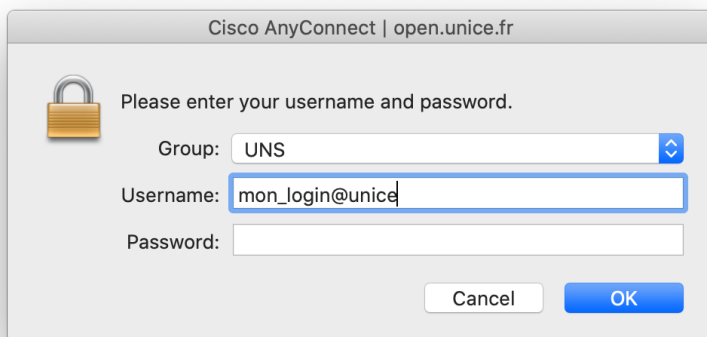 Cisco AnyConnect | open.unice.fr
Please enter your username and password.
Group: UNS
Username: mon_login@unice
Password:
Cancel OK